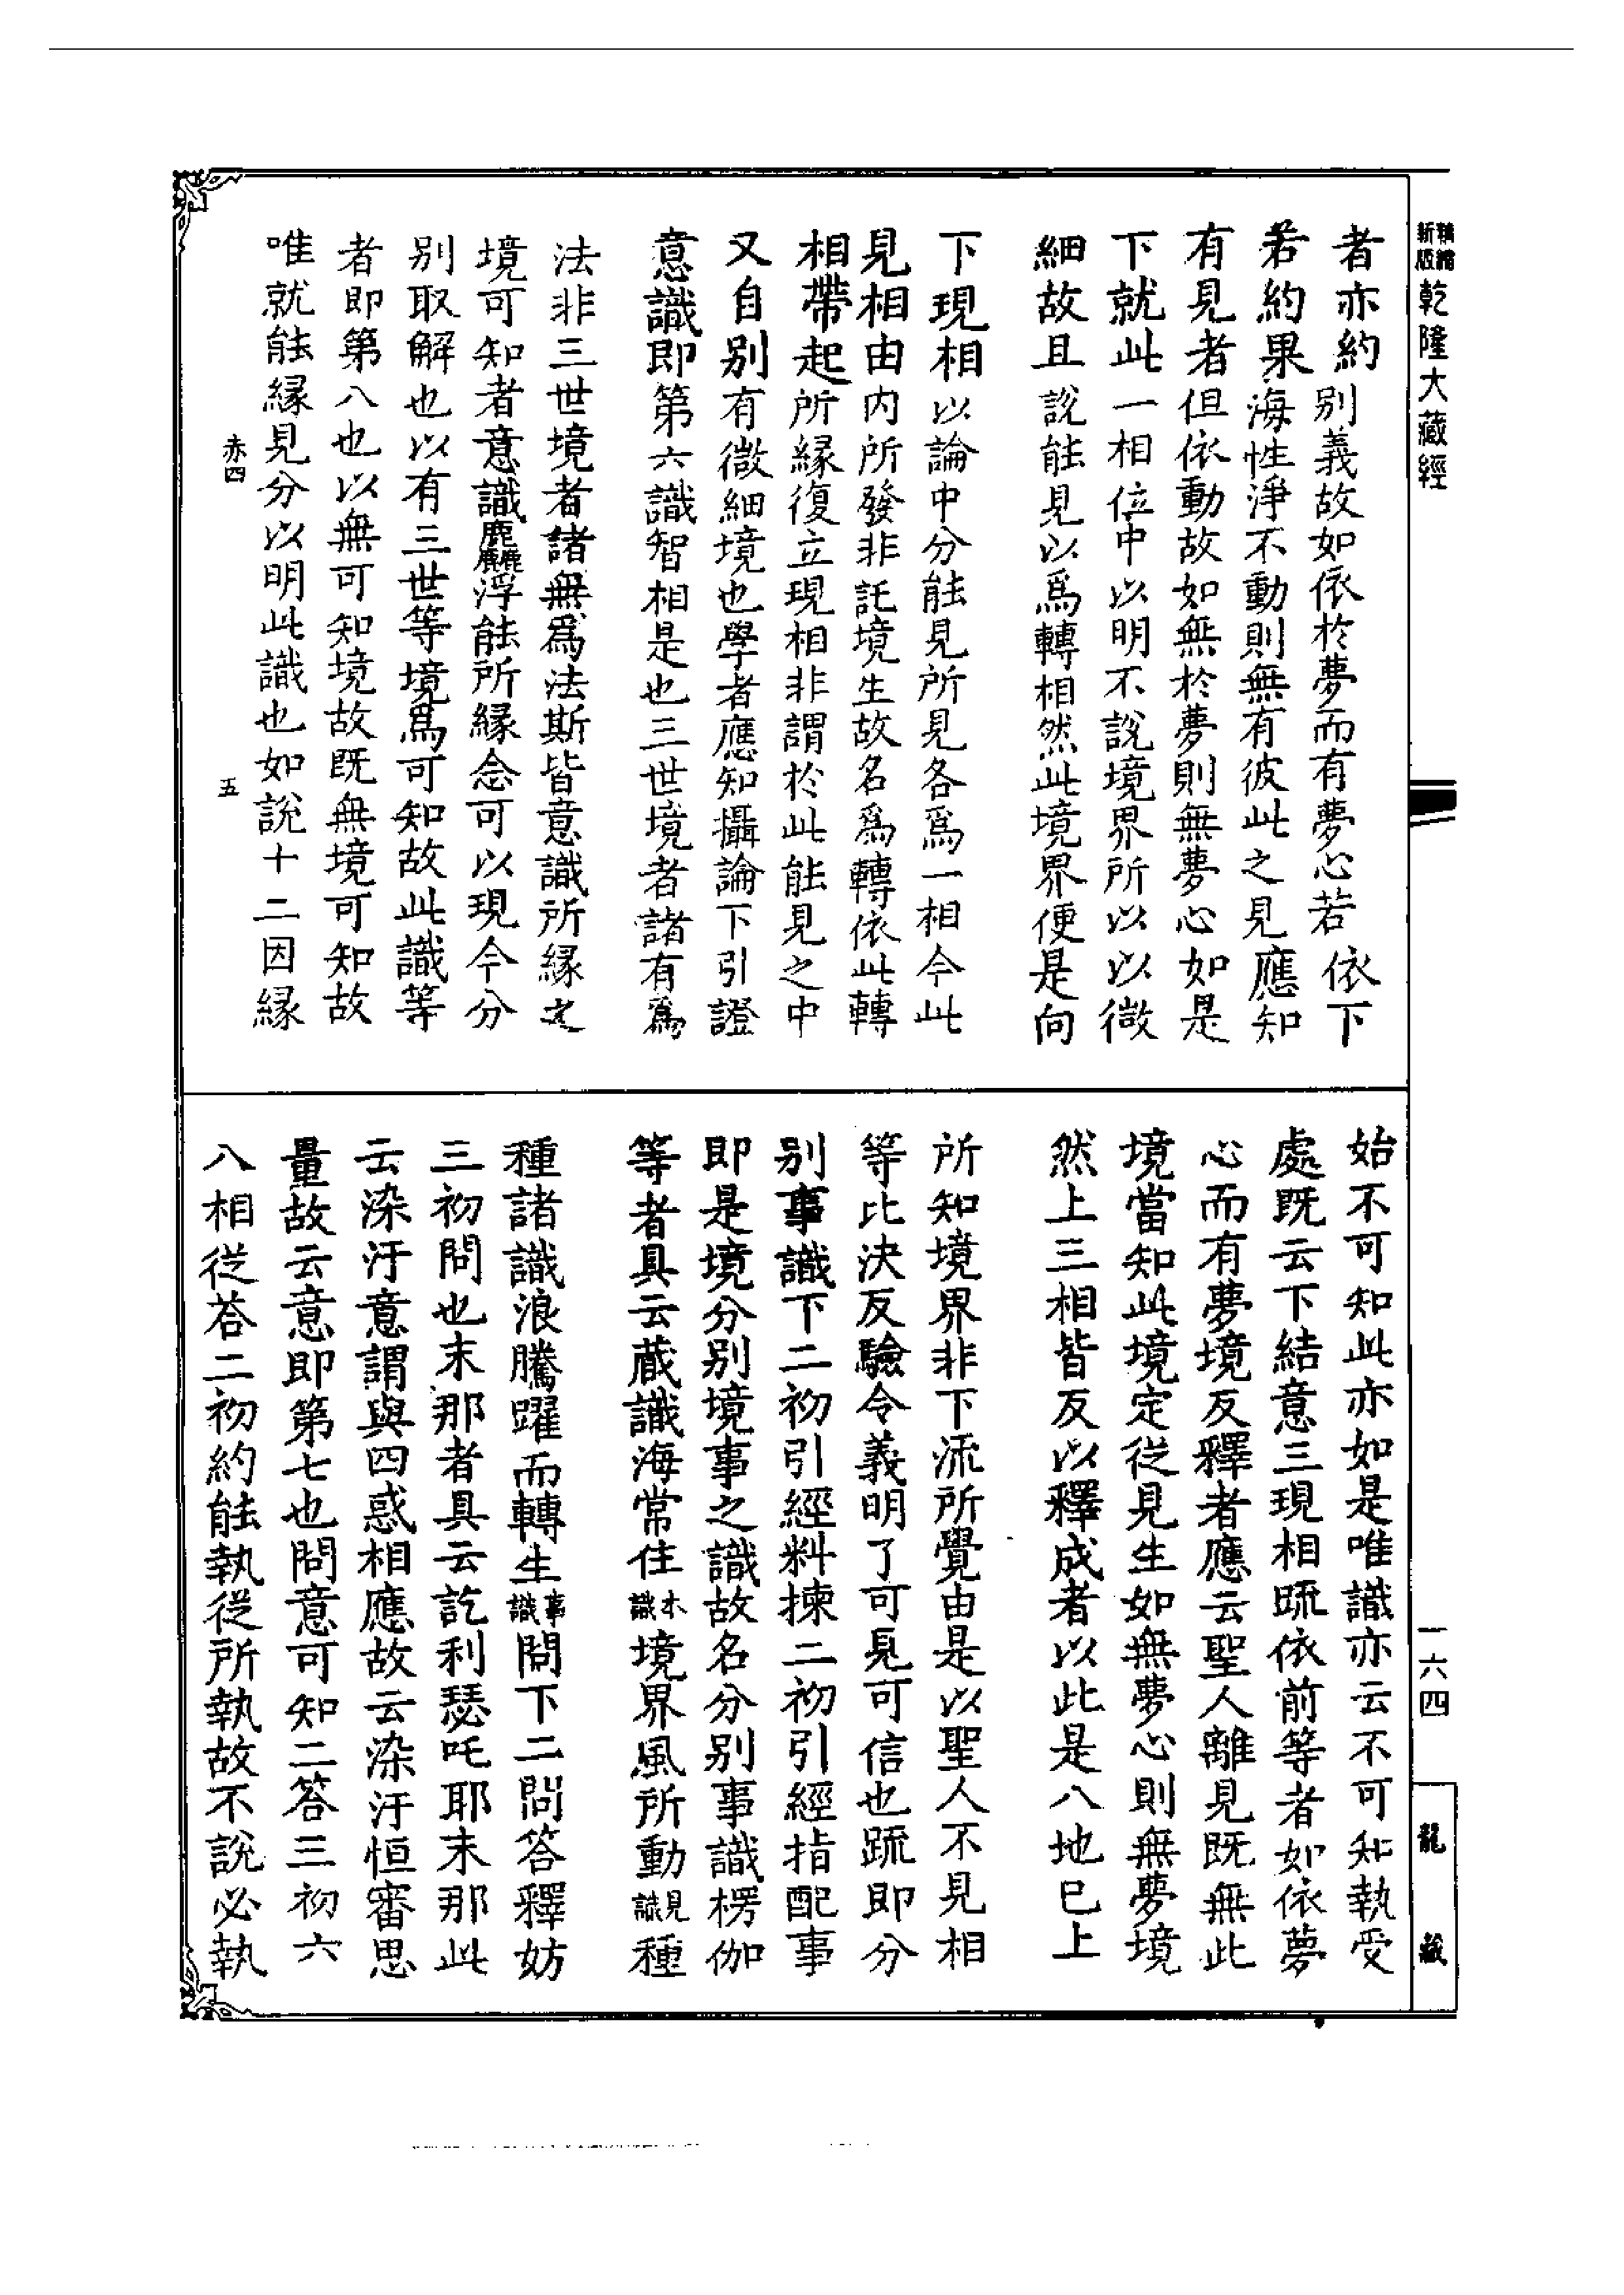 精縮新版乾隆大藏經
者亦約別義故如依於夢而有夢心若依下
若約果海性淨不動則無有彼此之見應知
有見者但依動故如無於夢則無夢心如是
下就此一相位中以明不說境界所以以微
細故且說能見以爲轉相然此境界便是向
下現相以論中分能見所見各爲一相今此
見相由內所發非託境生故名爲轉依此轉
相帶起所緣復立現相非謂於此能見之中
又自別有微細境也學者應知攝論下引證
意識即第六識智相是也三世境者諸有爲
法非三世境者諸無爲法斯皆意識所緣之
境可知者意識麤浮能所緣念可以現今分
別取解也以有三世等境爲可知故此識等
者即第八也以無可知境故既無境可知故
唯就能緣見分以明此識也如說十二因緣
赤四
五
始不可知此亦如是唯識亦云不可知執受
處既云下結意三現相䟽依前等者如依夢
心而有夢境反釋者應云聖人離見既無此
境當知此境定從見生如無夢心則無夢境
然上三相皆反以釋成者以此是八地已上
所知境界非下流所覺由是以聖人不見相
等比決反驗令義明了可見可信也䟽即分
別事識下二初引經料揀二初引經指配事
即是境分別境事之識故名分別事識楞伽
等者具云藏識海常住本識境界風所動見識種
種諸識浪騰躍而轉生事識問下二問答釋妨
三初問也末那者具云訖利瑟吒耶末那此
云染汙意謂與四惑相應故云染汙恒審思
量故云意即第七也問意可知二答三初六
八相從荅二初約能執從所執故不說必執
一六四
龍藏